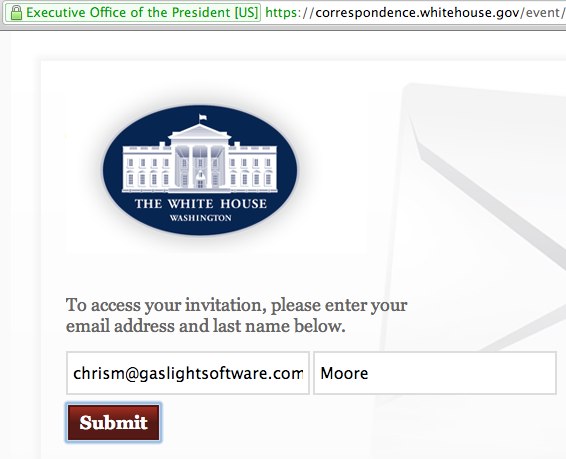 Executive Office of the President [US] https://correspondence.whitehouse.gov/event/
THE WHITE HOUSE
WASHINGTON
To access your invitation, please enter your
email address and last name below.
chrism@gaslightsoftware.com Moore
Submit